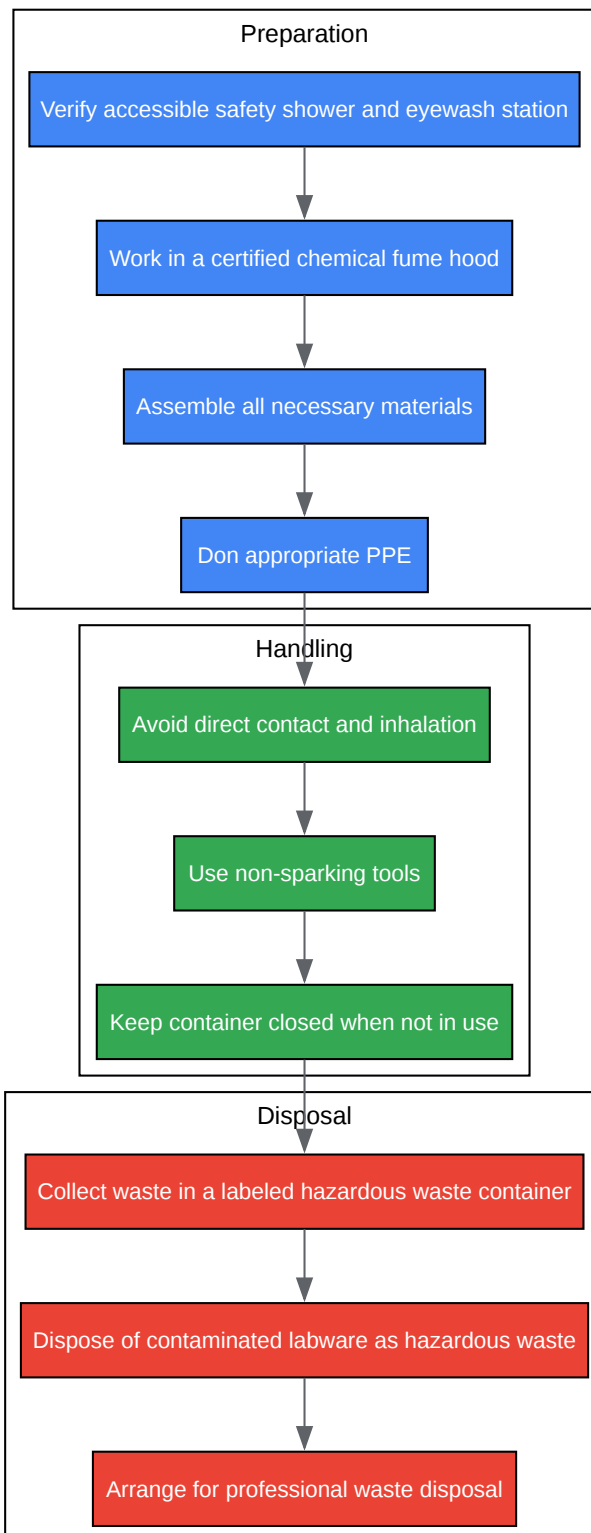 Preparation
Verify accessible safety shower and eyewash station
Work in a certified chemical fume hood
Assemble all necessary materials
Don appropriate PPE
Handling
Avoid direct contact and inhalation
Use non-sparking tools
Keep container closed when not in use
Disposal
Collect waste in a labeled hazardous waste container
Dispose of contaminated labware as hazardous waste
Arrange for professional waste disposal